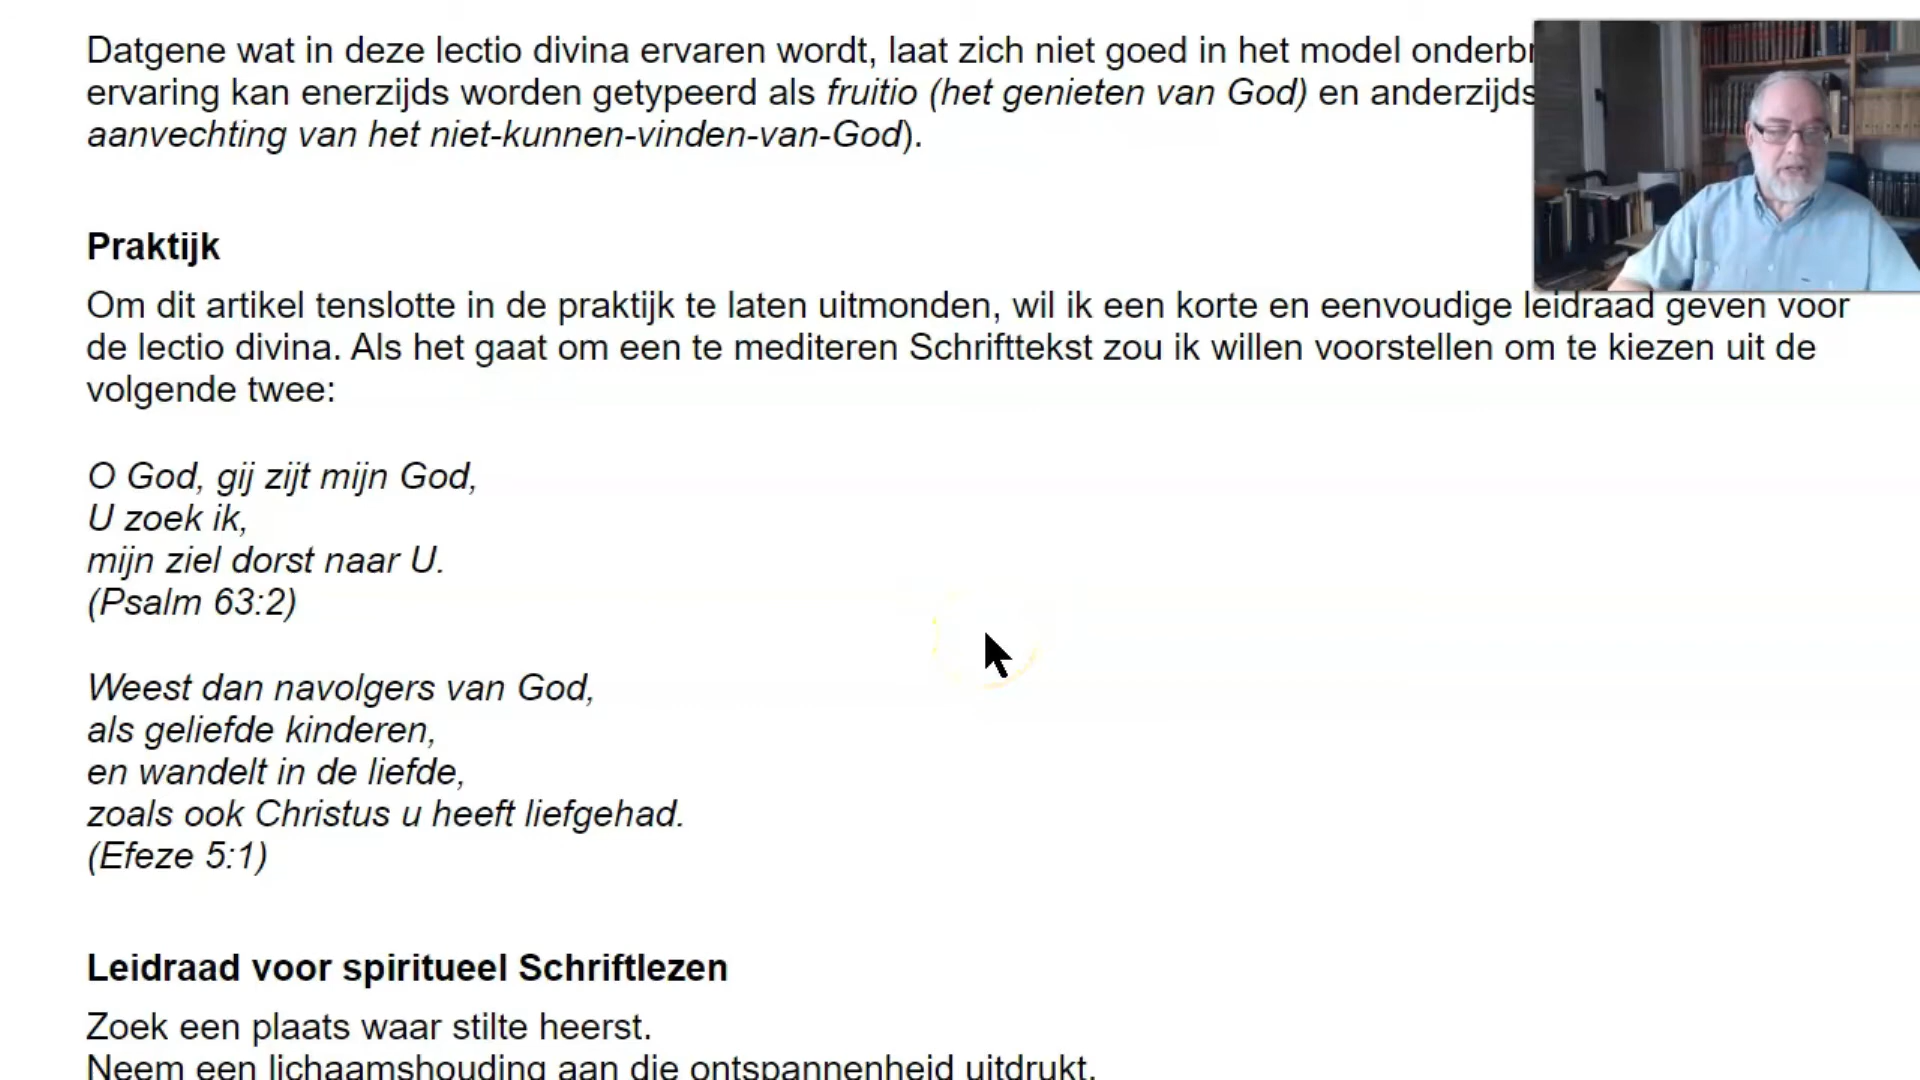 Datgene wat in deze lectio divina ervaren wordt, laat zich niet goed in het model
ervaring kan enerzijds worden getypeerd als fruitio (het genieten van God) en anderzijds
aanvechting van het niet-kunnen-vinden-van-God).
Praktijk
Om dit artikel tenslotte in de praktijk te laten uitmonden, wil ik een korte en eenvoudige leidraad geven voor
de lectio divina. Als het gaat om een te mediteren Schrifttekst zou ik willen voorstellen om te kiezen uit de
volgende twee:
O God, gij zijt mijn God,
U zoek ik,
mijn ziel dorst naar U.
(Psalm 63:2)
Weest dan navolgers van God,
als geliefde kinderen,
en wandelt in de liefde,
zoals ook Christus u heeft liefgehad.
(Efeze 5:1)
Leidraad voor spiritueel Schriftlezen
Zoek een plaats waar stilte heerst.
Neem een lichaamshouding aan die ontspannenheid uitdrukt.